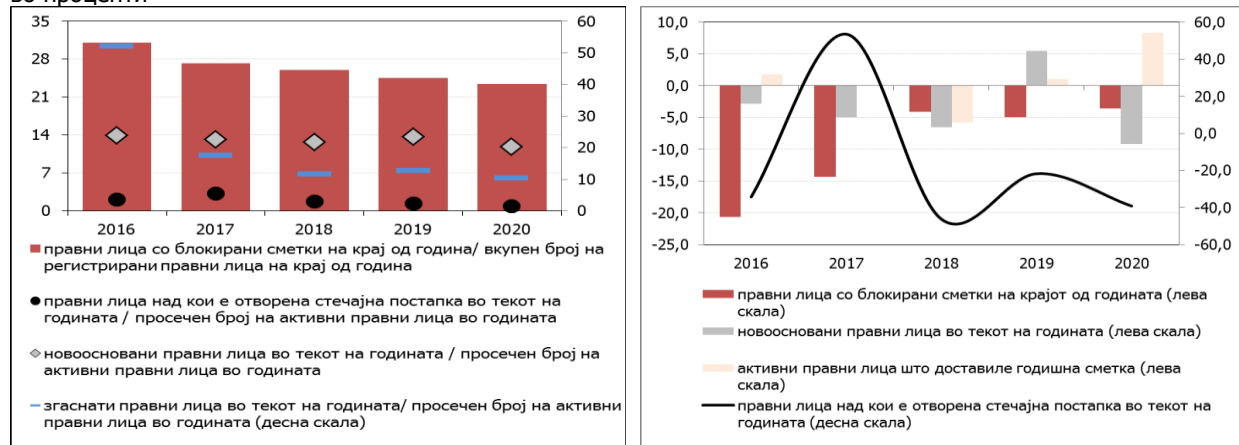 35
28
21
14
7
0
60
50
40
30
20
10
0
2016 2017 2018 2019 2020
правни лица со блокирани сметки на крај од година/ вкупен број на
регистрирани правни лица на крај од година
правни лица над кои е отворена стечајна постапка во текот на
годината / просечен број на активни правни лица во годината
новоосновани правни лица во текот на годината / просечен број на
активни правни лица во годината
згаснати правни лица во текот на годината/ просечен број на активни
правни лица во годината (десна скала)
10,0
5,0
0,0
-5,0
-10,0
-15,0
-20,0
-25,0
60,0
40,0
20,0
0,0
-20,0
-40,0
-60,0
2016 2017 2018 2019 2020
правни лица со блокирани сметки на крајот од годината (лева
скала)
новоосновани правни лица во текот на годината (лева скала)
активни правни лица што доставиле годишна сметка (лева
скала)
правни лица над кои е отворена стечајна постапка во текот на
годината (десна скала)